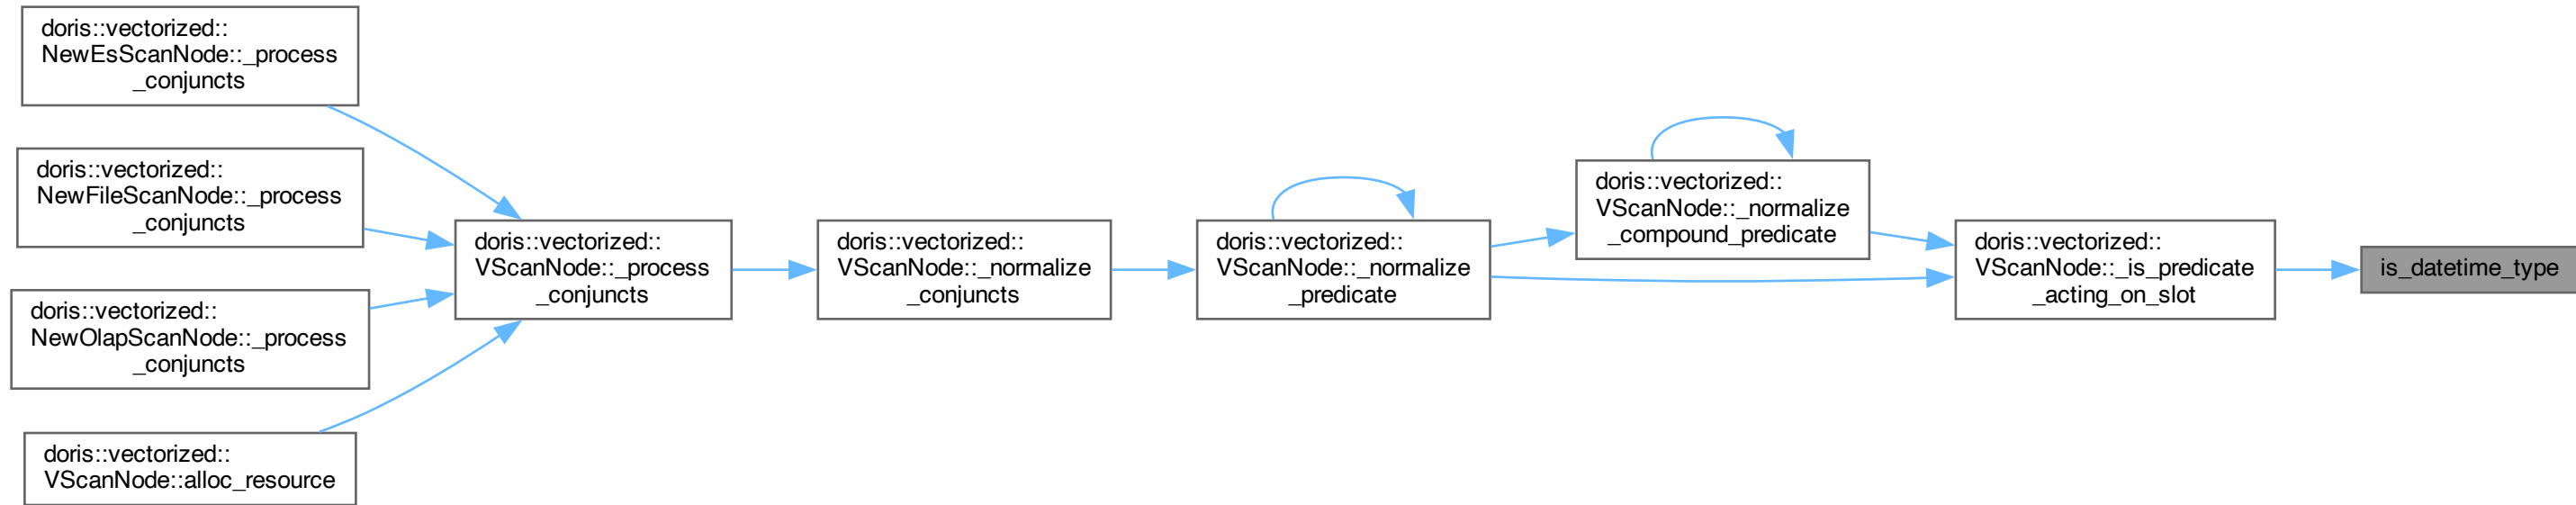 doris::vectorized::
NewEsScanNode::_process
_conjuncts
doris::vectorized::
NewFileScanNode::_process
_conjuncts
doris::vectorized::
NewOlapScanNode::_process
_conjuncts
doris::vectorized::
VScanNode::alloc_resource
doris::vectorized::
VScanNode::_process
_conjuncts
doris::vectorized::
VScanNode::_normalize
_conjuncts
doris::vectorized::
VScanNode::_normalize
_predicate
doris::vectorized::
VScanNode::_normalize
_compound_predicate
doris::vectorized::
VScanNode::_is_predicate
_acting_on_slot
is_datetime_type